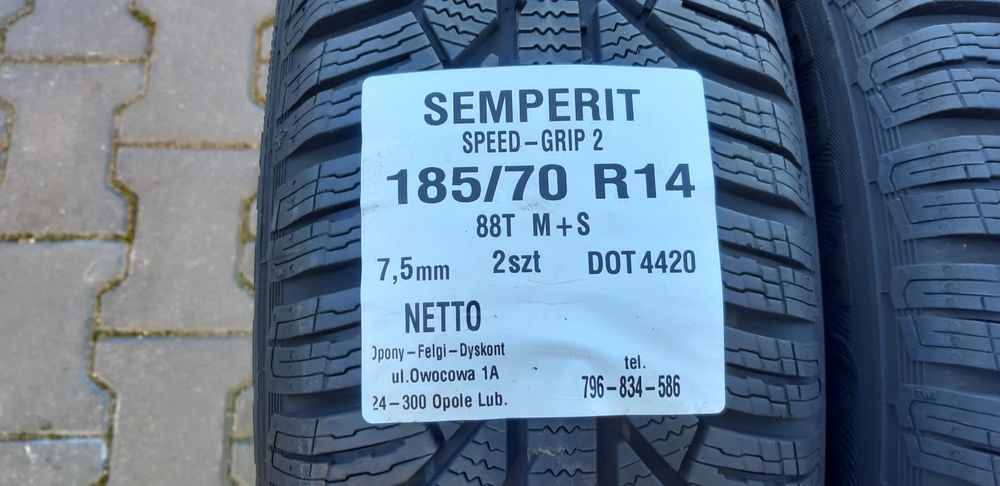 SEMPERIT
SPEED-GRIP 2
185/70 R14
88T M+S
7,5mm 2szt DOT 4420
NETTO
Opony-Felgi-Dyskont
ul.Owocowa 1A
24-300 Opole Lub.
tel.
796-834-586